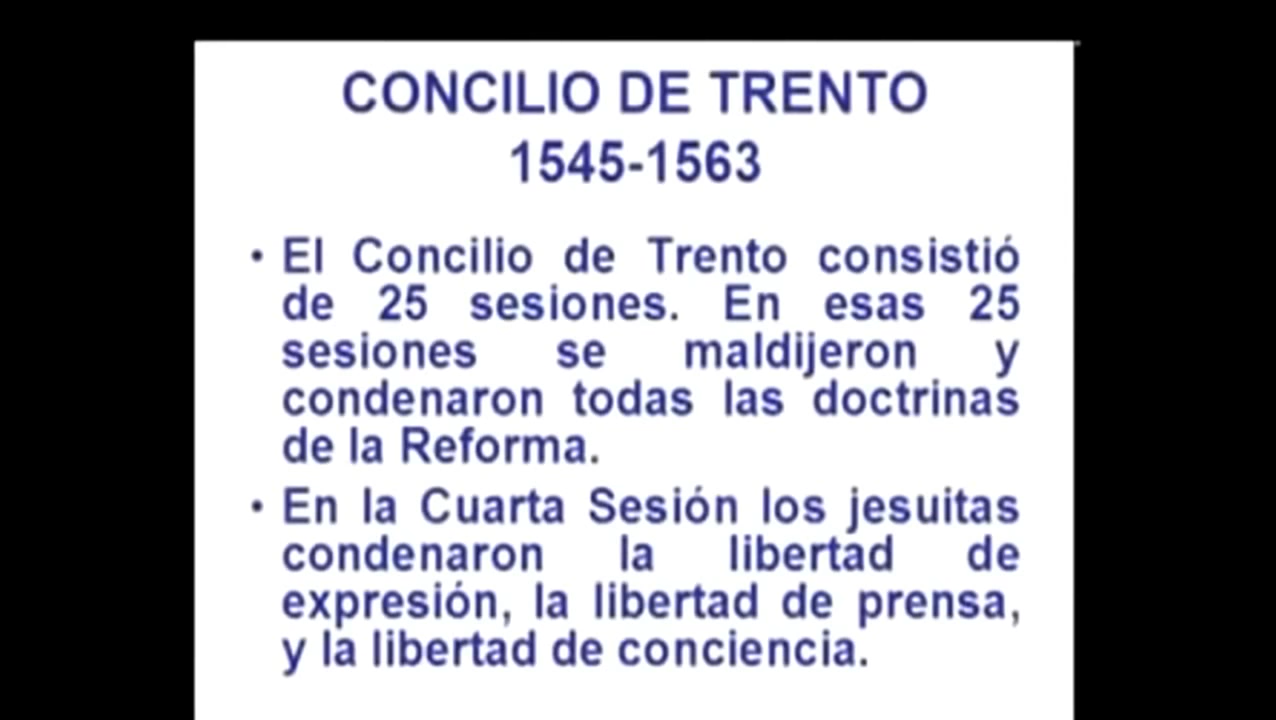 CONCILIO DE TRENTO
1545-1563
• El Concilio de Trento consistió
de 25 sesiones. En esas 25
sesiones se maldijeron y
condenaron todas las doctrinas
de la Reforma.
• En la Cuarta Sesión los jesuitas
condenaron la libertad de
expresión, la libertad de prensa,
y la libertad de conciencia.